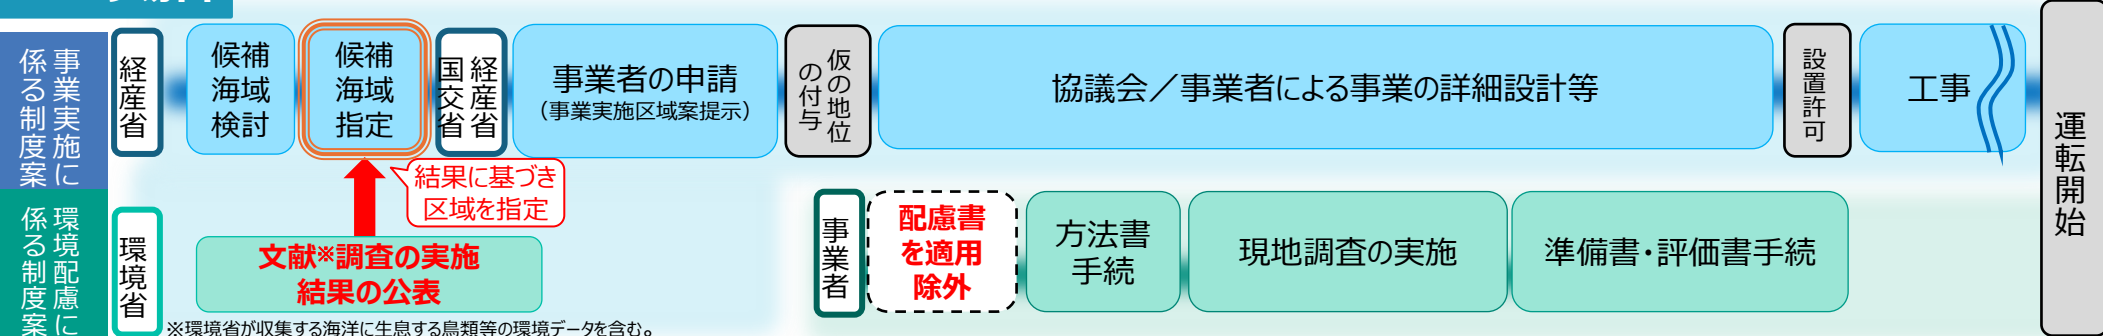 事業実施に
係る制度案
経産省
候補
海域
検討
候補
海域
指定
経産省
国交省
事業者の申請
（事業実施区域案提示）
仮の地位
の付与
協議会／事業者による事業の詳細設計等
設置許可
工事
運転開始
結果に基づき
区域を指定
環境配慮に
係る制度案
環境省
文献※調査の実施
結果の公表
※環境省が収集する海洋に生息する鳥類等の環境データを含む。
事業者
配慮書
を適用
除外
方法書
手続
現地調査の実施
準備書・評価書手続